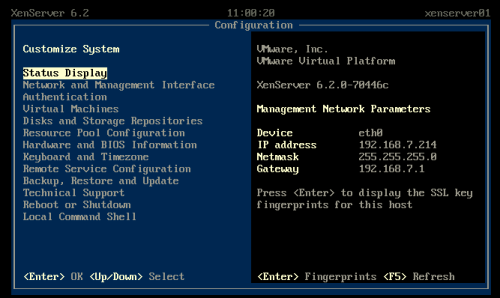 XenServer 6.2 11:00:20 xenserver01
Configuration
Customize System
Status Display
Network and Management Interface
Authentication
Virtual Machines
Disks and Storage Repositories
Resource Pool Configuration
Hardware and BIOS Information
Keyboard and Timezone
Remote Service Configuration
Backup, Restore and Update
Technical Support
Reboot or Shutdown
Local Command Shell
<Enter> OK <Up/Down> Select
VMware, Inc.
VMware Virtual Platform
XenServer 6.2.0-70446c
Management Network Parameters
Device eth0
IP address 192.168.7.214
Netmask 255.255.255.0
Gateway 192.168.7.1
Press <Enter> to display the SSL key
fingerprints for this host
<Enter> Fingerprints <F5> Refresh